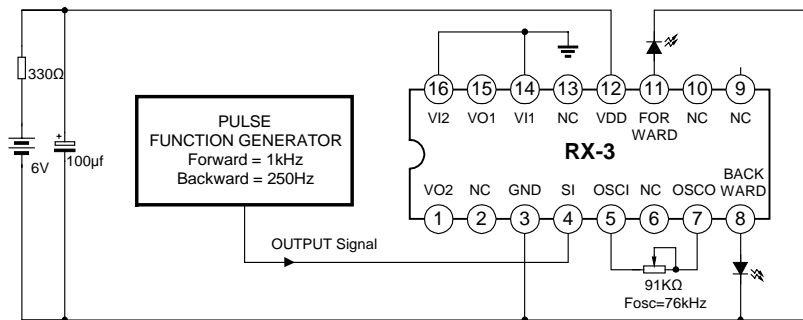 330Ω
+
6V
100µf
PULSE
FUNCTION GENERATOR
Forward = 1kHz
Backward = 250Hz
OUTPUT Signal
16 15 14 13 12 11 10 9
VI2 VO1 VI1 NC VDD FOR NC NC
WARD
RX-3
BACK
VO2 NC GND SI OSCI NC OSCO WARD
1 2 3 4 5 6 7 8
91KΩ
Fosc=76kHz